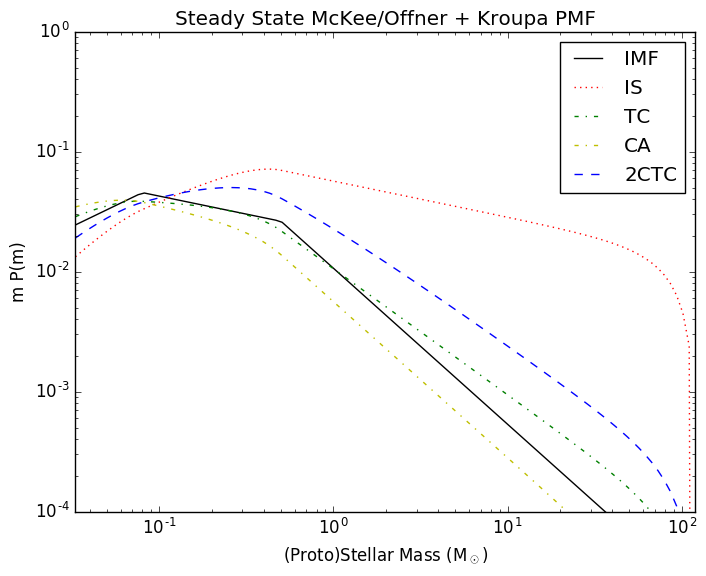 Steady State McKee/Offner + Kroupa PMF
10^0
10^-1
10^-2
10^-3
10^-4
m P(m)
IMF
IS
TC
CA
2CTC
10^-1
10^0
10^1
10^2
(Proto)Stellar Mass (M_⊙)